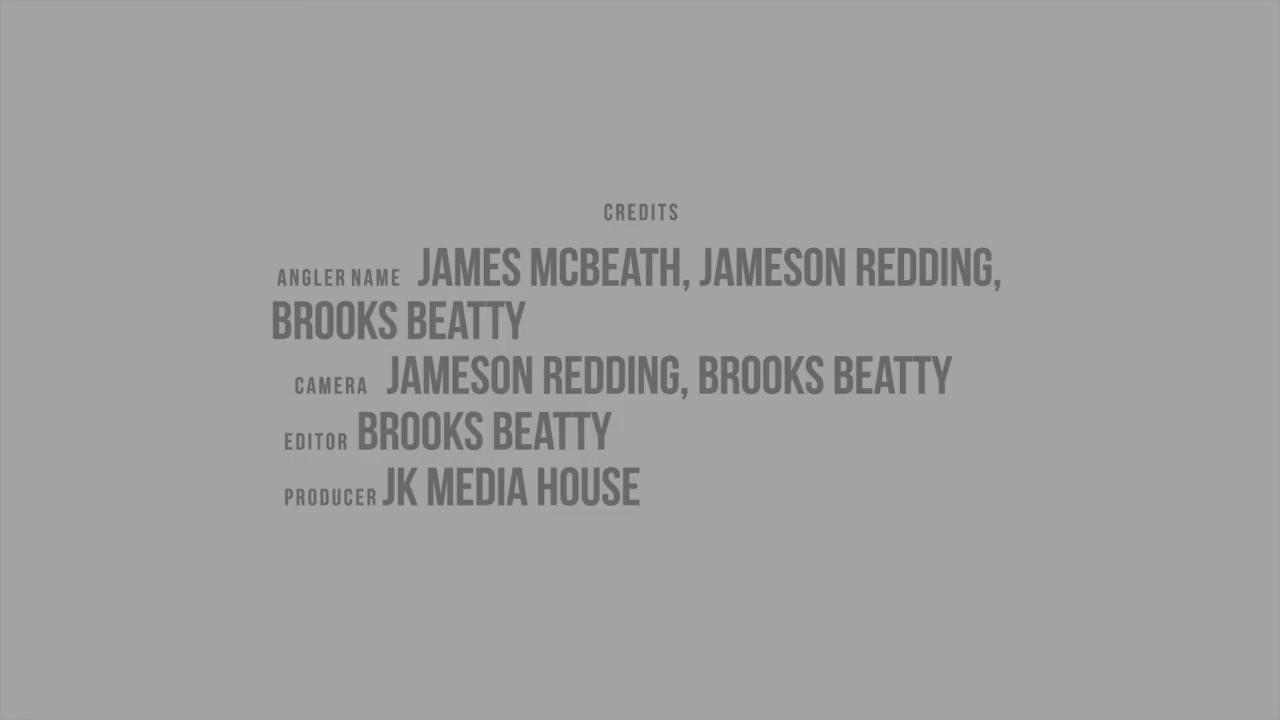 CREDITS
ANGLER NAME JAMES MCBEATH, JAMESON REDDING,
BROOKS BEATTY
CAMERA JAMESON REDDING, BROOKS BEATTY
EDITOR BROOKS BEATTY
PRODUCER JK MEDIA HOUSE